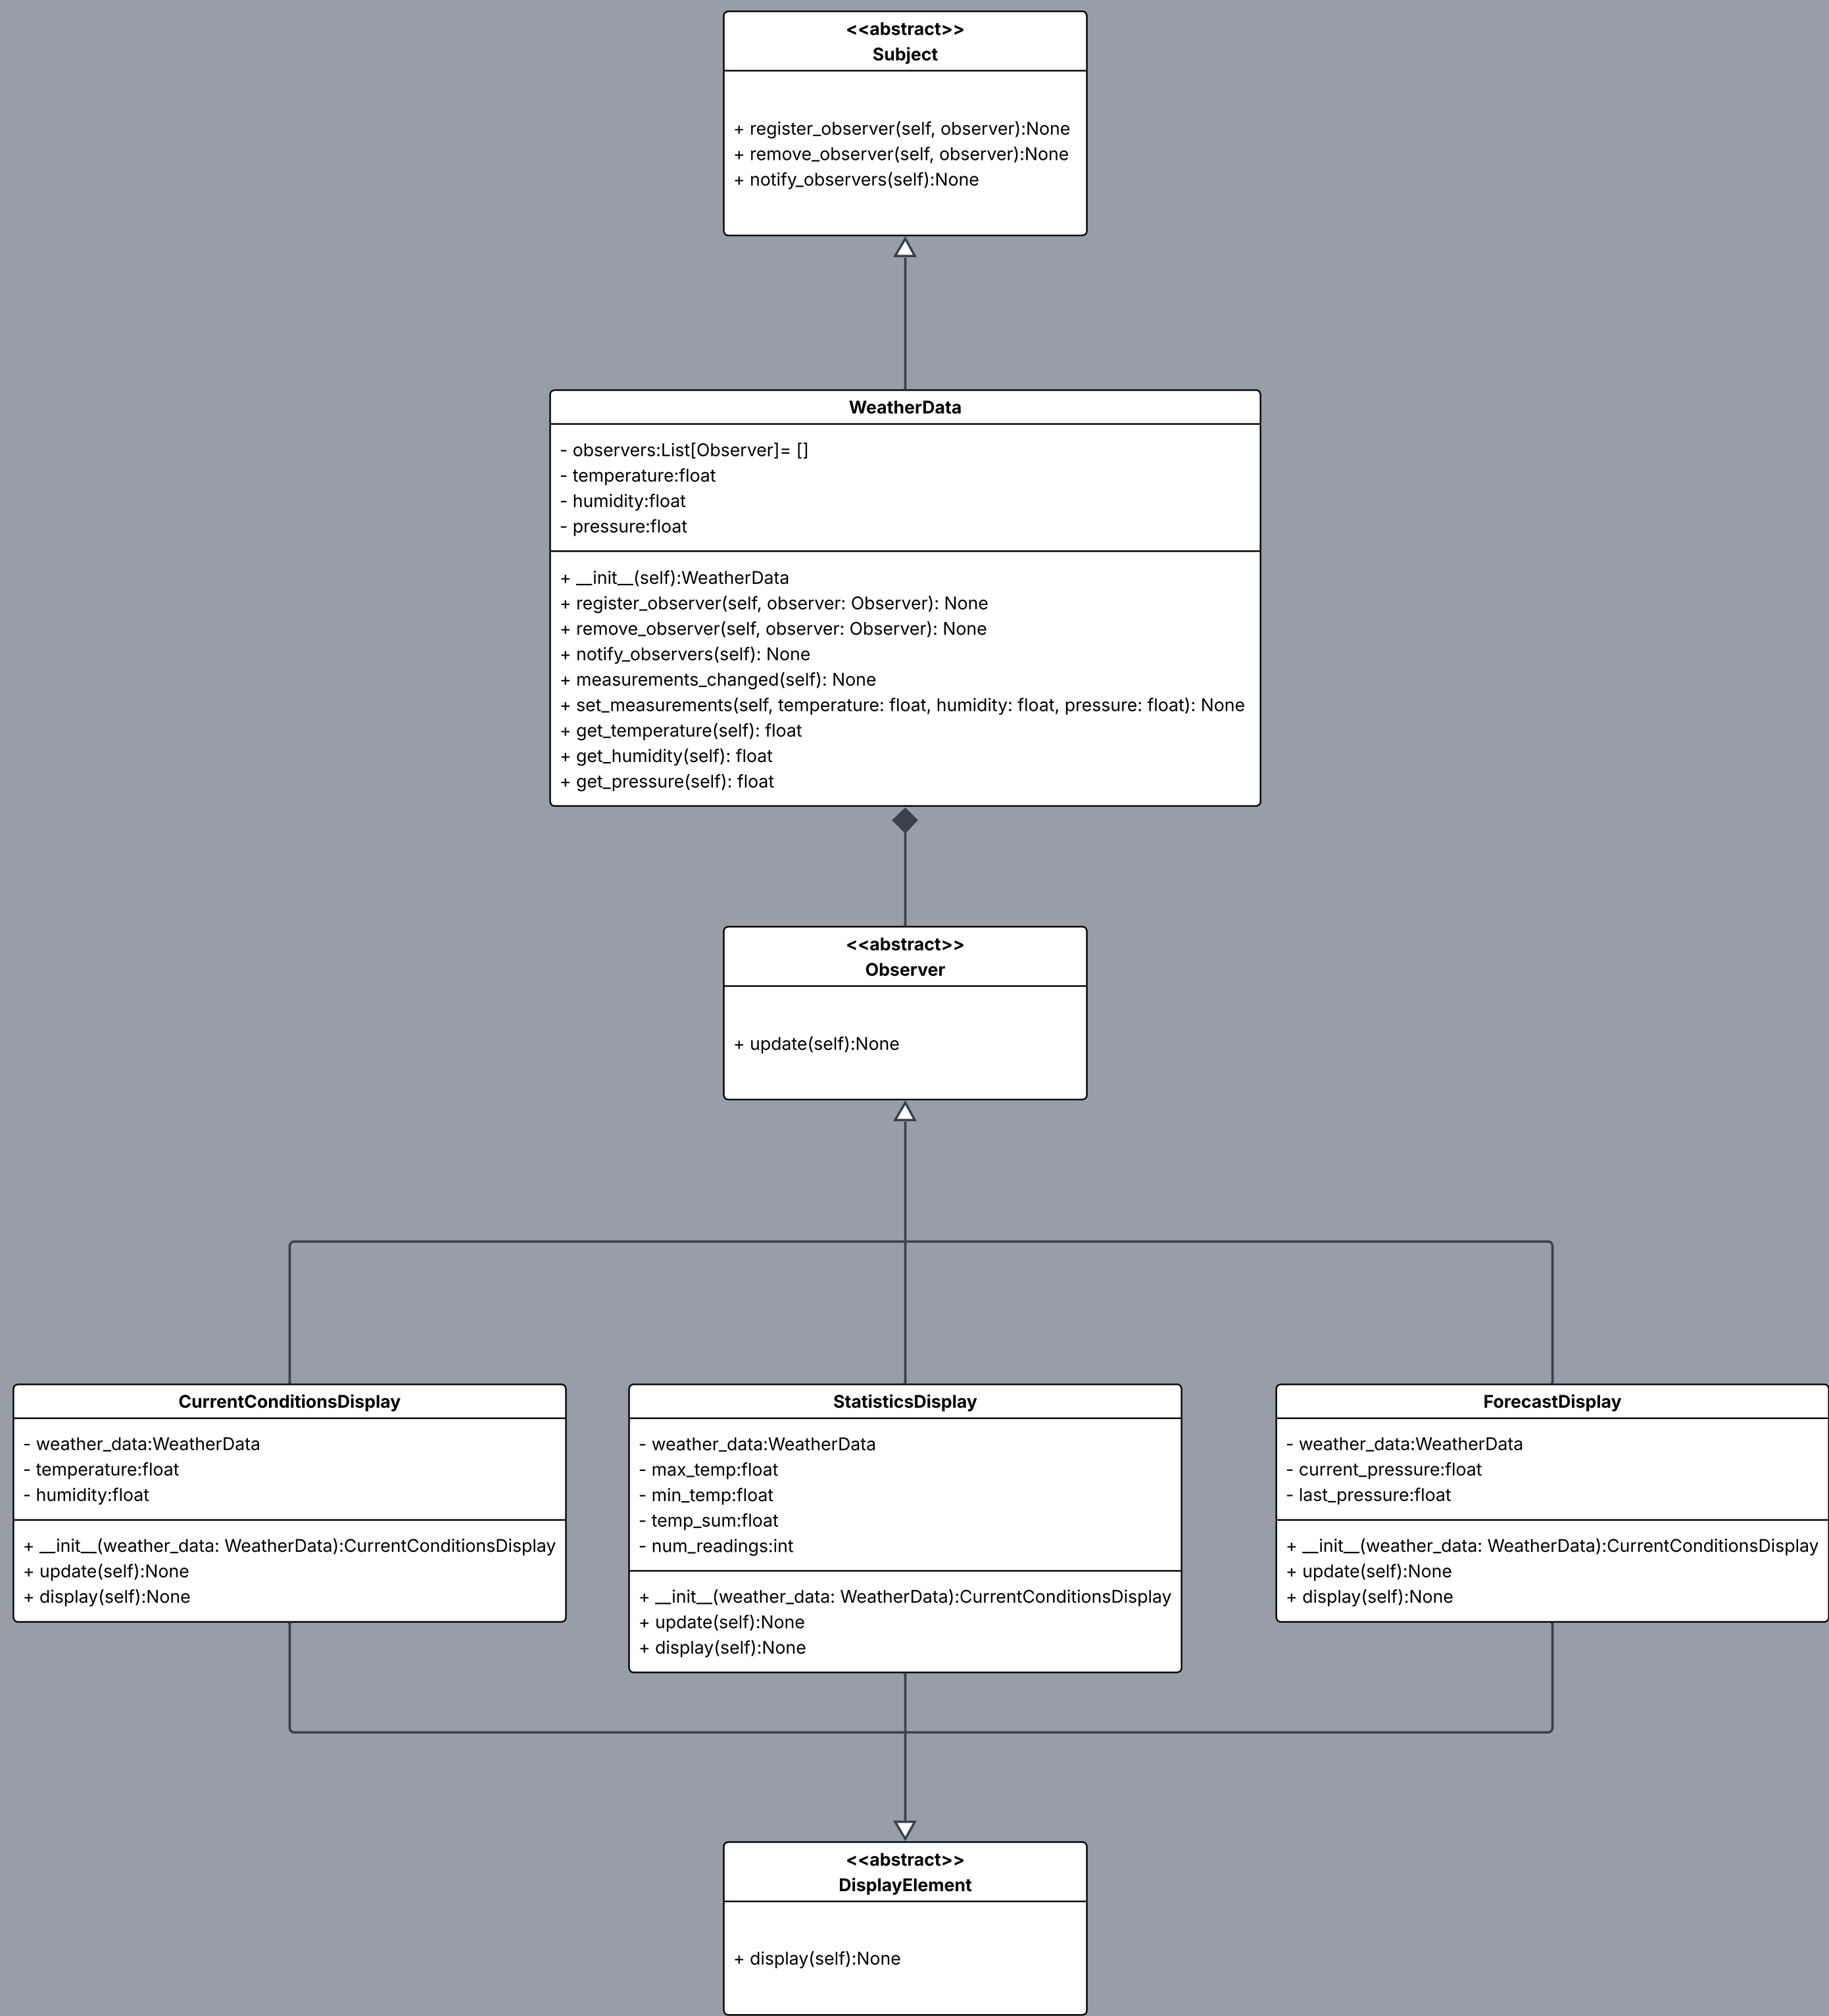 <<abstract>>
Subject
+ register_observer(self, observer):None
+ remove_observer(self, observer):None
+ notify_observers(self):None
WeatherData
- observers:List[Observer]= []
- temperature:float
- humidity:float
- pressure:float
+ __init__(self):WeatherData
+ register_observer(self, observer: Observer): None
+ remove_observer(self, observer: Observer): None
+ notify_observers(self): None
+ measurements_changed(self): None
+ set_measurements(self, temperature: float, humidity: float, pressure: float): None
+ get_temperature(self): float
+ get_humidity(self): float
+ get_pressure(self): float
<<abstract>>
Observer
+ update(self):None
CurrentConditionsDisplay
- weather_data:WeatherData
- temperature:float
- humidity:float
+ __init__(weather_data: WeatherData):CurrentConditionsDisplay
+ update(self):None
+ display(self):None
StatisticsDisplay
- weather_data:WeatherData
- max_temp:float
- min_temp:float
- temp_sum:float
- num_readings:int
+ __init__(weather_data: WeatherData):CurrentConditionsDisplay
+ update(self):None
+ display(self):None
ForecastDisplay
- weather_data:WeatherData
- current_pressure:float
- last_pressure:float
+ __init__(weather_data: WeatherData):CurrentConditionsDisplay
+ update(self):None
+ display(self):None
<<abstract>>
DisplayElement
+ display(self):None